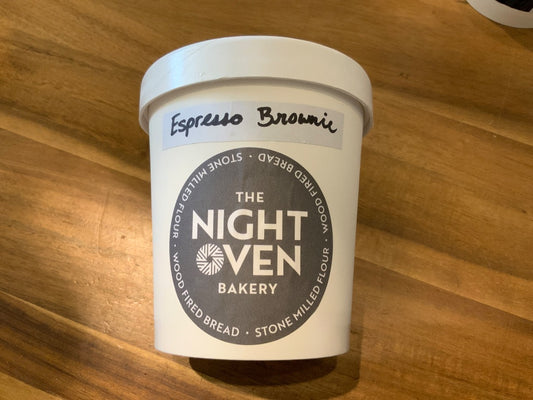 Espresso Brownie
THE
NIGHT
OVEN
BAKERY
STONE MILLED FLOUR · WOOD FIRED BREAD · STONE MILLED FLOUR · WOOD FIRED BREAD ·